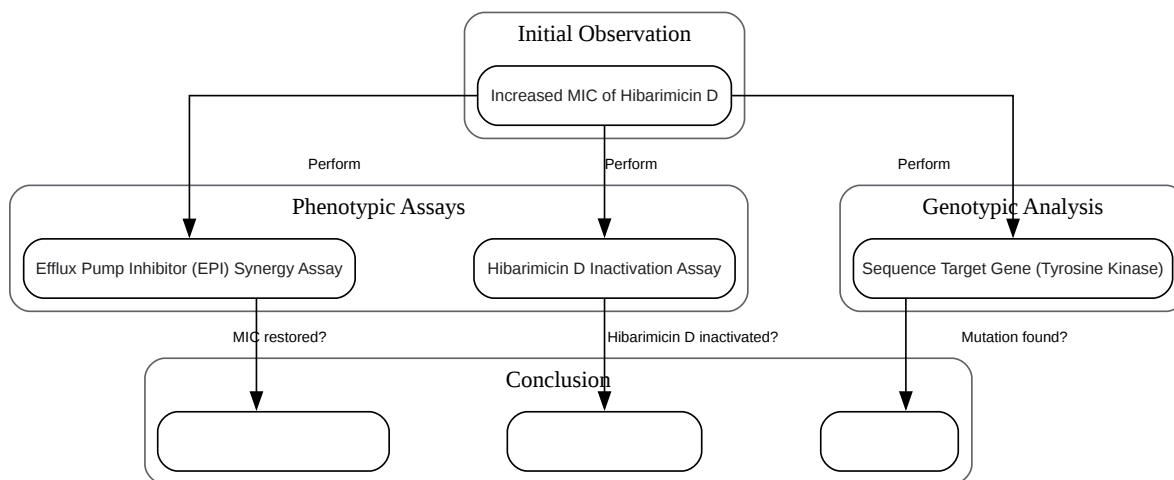 Initial Observation
Increased MIC of Hibarimicin D
Perform
Perform
Perform
Phenotypic Assays
Genotypic Analysis
Efflux Pump Inhibitor (EPI) Synergy Assay
Hibarimicin D Inactivation Assay
Sequence Target Gene (Tyrosine Kinase)
MIC restored?
Hibarimicin D inactivated?
Mutation found?
Conclusion